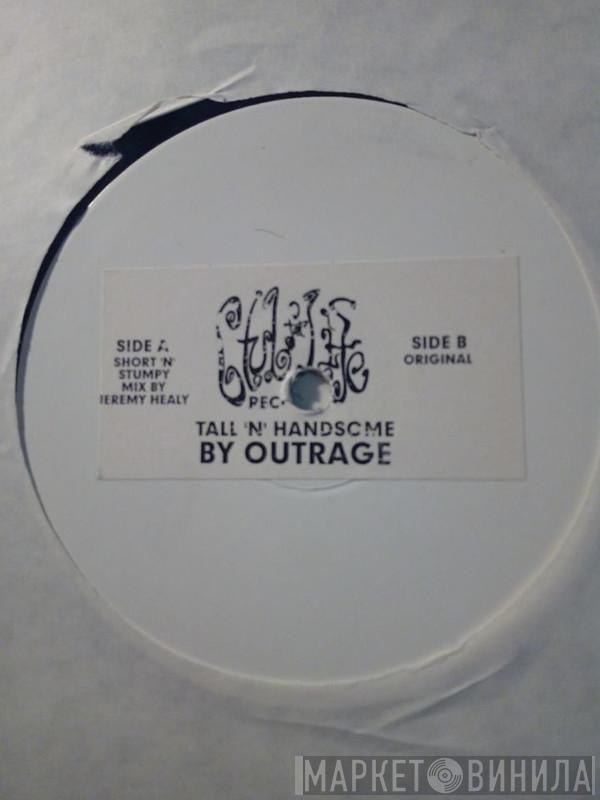 SIDE A
SHORT 'N'
STUMPY
MIX BY
JEREMY HEALY
SIDE B
ORIGINAL
TALL 'N' HANDSOME
BY OUTRAGE
МАРКЕТ ВИНИЛА